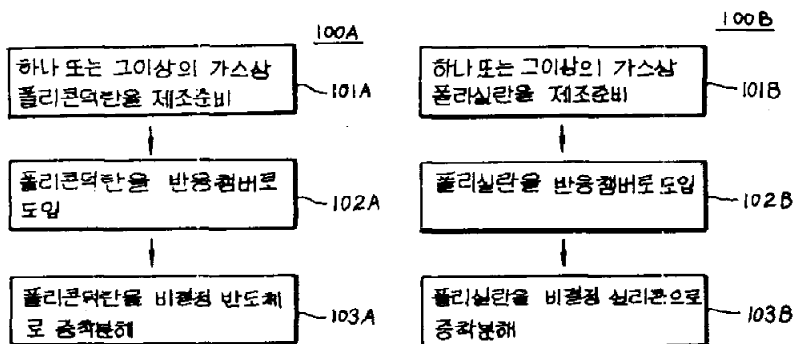 100A
하나 또는 그이상의 가스상
폴리콘덕탄을 제조준비
101A
폴리콘덕탄을 반응챔버로
도입
102A
폴리콘덕탄을 비결정 반도체
로 증착분해
103A
100B
하나 또는 그이상의 가스상
폴리실란을 제조준비
101B
폴리실란을 반응챔버로 도입
102B
폴리실란을 비결정 실리콘으로
증착분해
103B